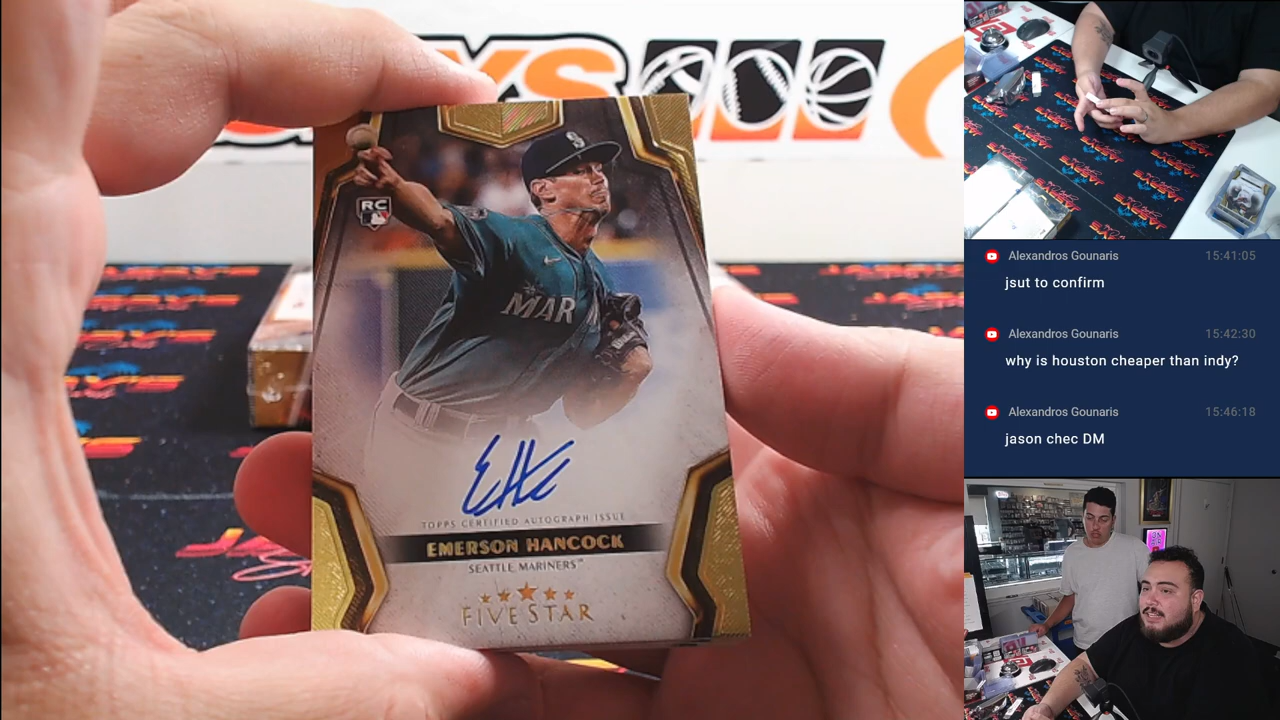 YS
RC
S
MAR
TOPPS CERTIFIED AUTOGRAPH ISSUE
EMERSON HANCOCK
SEATTLE MARINERS™
FIVE STAR
Alexandros Gounaris 15:41:05
jsut to confirm
Alexandros Gounaris 15:42:30
why is houston cheaper than indy?
Alexandros Gounaris 15:46:18
jason chec DM